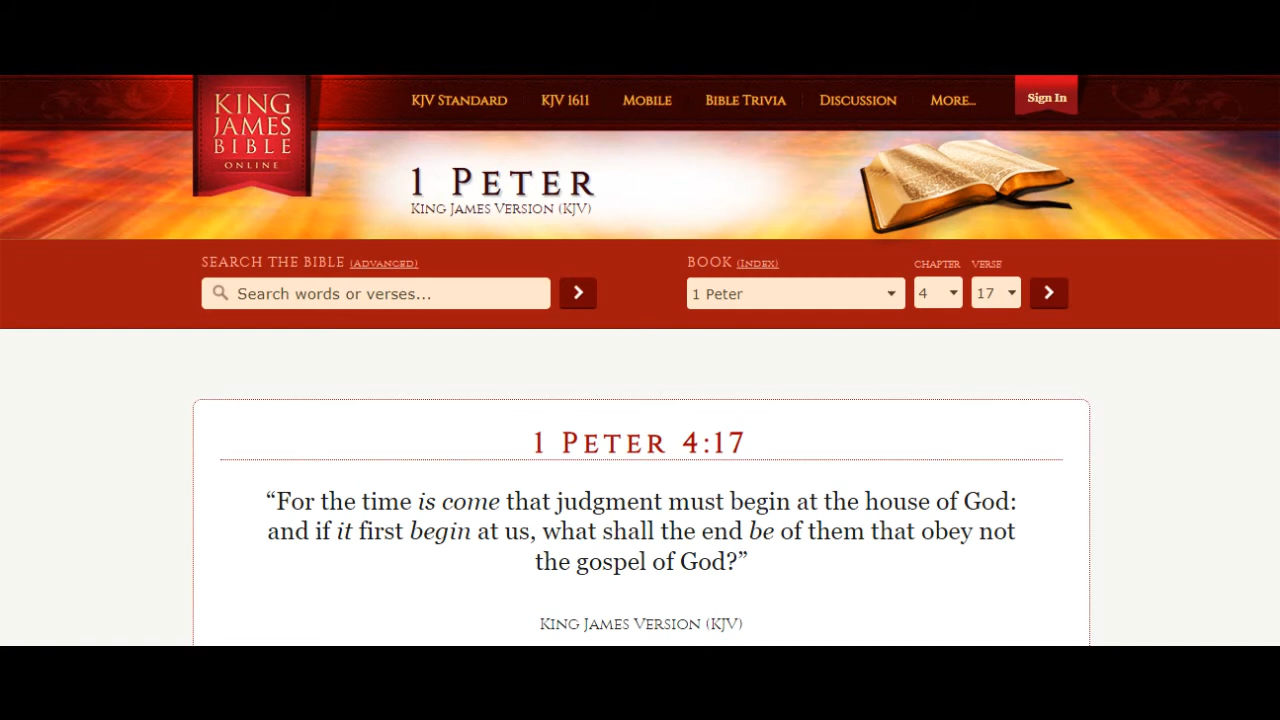 KING
JAMES
BIBLE
ONLINE
KJV STANDARD KJV 1611 MOBILE BIBLE TRIVIA DISCUSSION MORE... Sign In
1 PETER
KING JAMES VERSION (KJV)
SEARCH THE BIBLE (ADVANCED) BOOK (INDEX) CHAPTER VERSE
Search words or verses... 1 Peter 4 17
1 PETER 4:17
“For the time is come that judgment must begin at the house of God:
and if it first begin at us, what shall the end be of them that obey not
the gospel of God?”
KING JAMES VERSION (KJV)